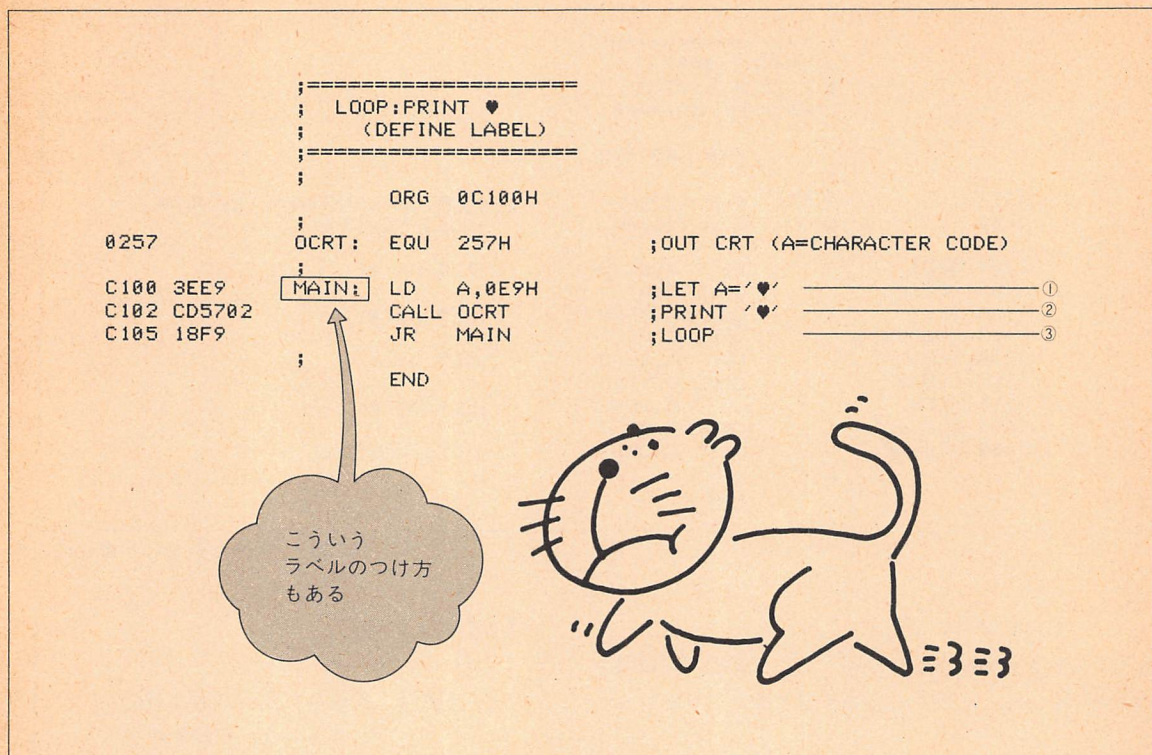 ;====================
; LOOP:PRINT ♥
; (DEFINE LABEL)
;====================
;
ORG 0C100H
;
0257 OCRT: EQU 257H ;OUT CRT (A=CHARACTER CODE)
;
C100 3EE9 MAIN: LD A,0E9H ;LET A='♥' ①
C102 CD5702 CALL OCRT ;PRINT '♥' ②
C105 18F9 JR MAIN ;LOOP ③
;
END
こういう
ラベルのつけ方
もある